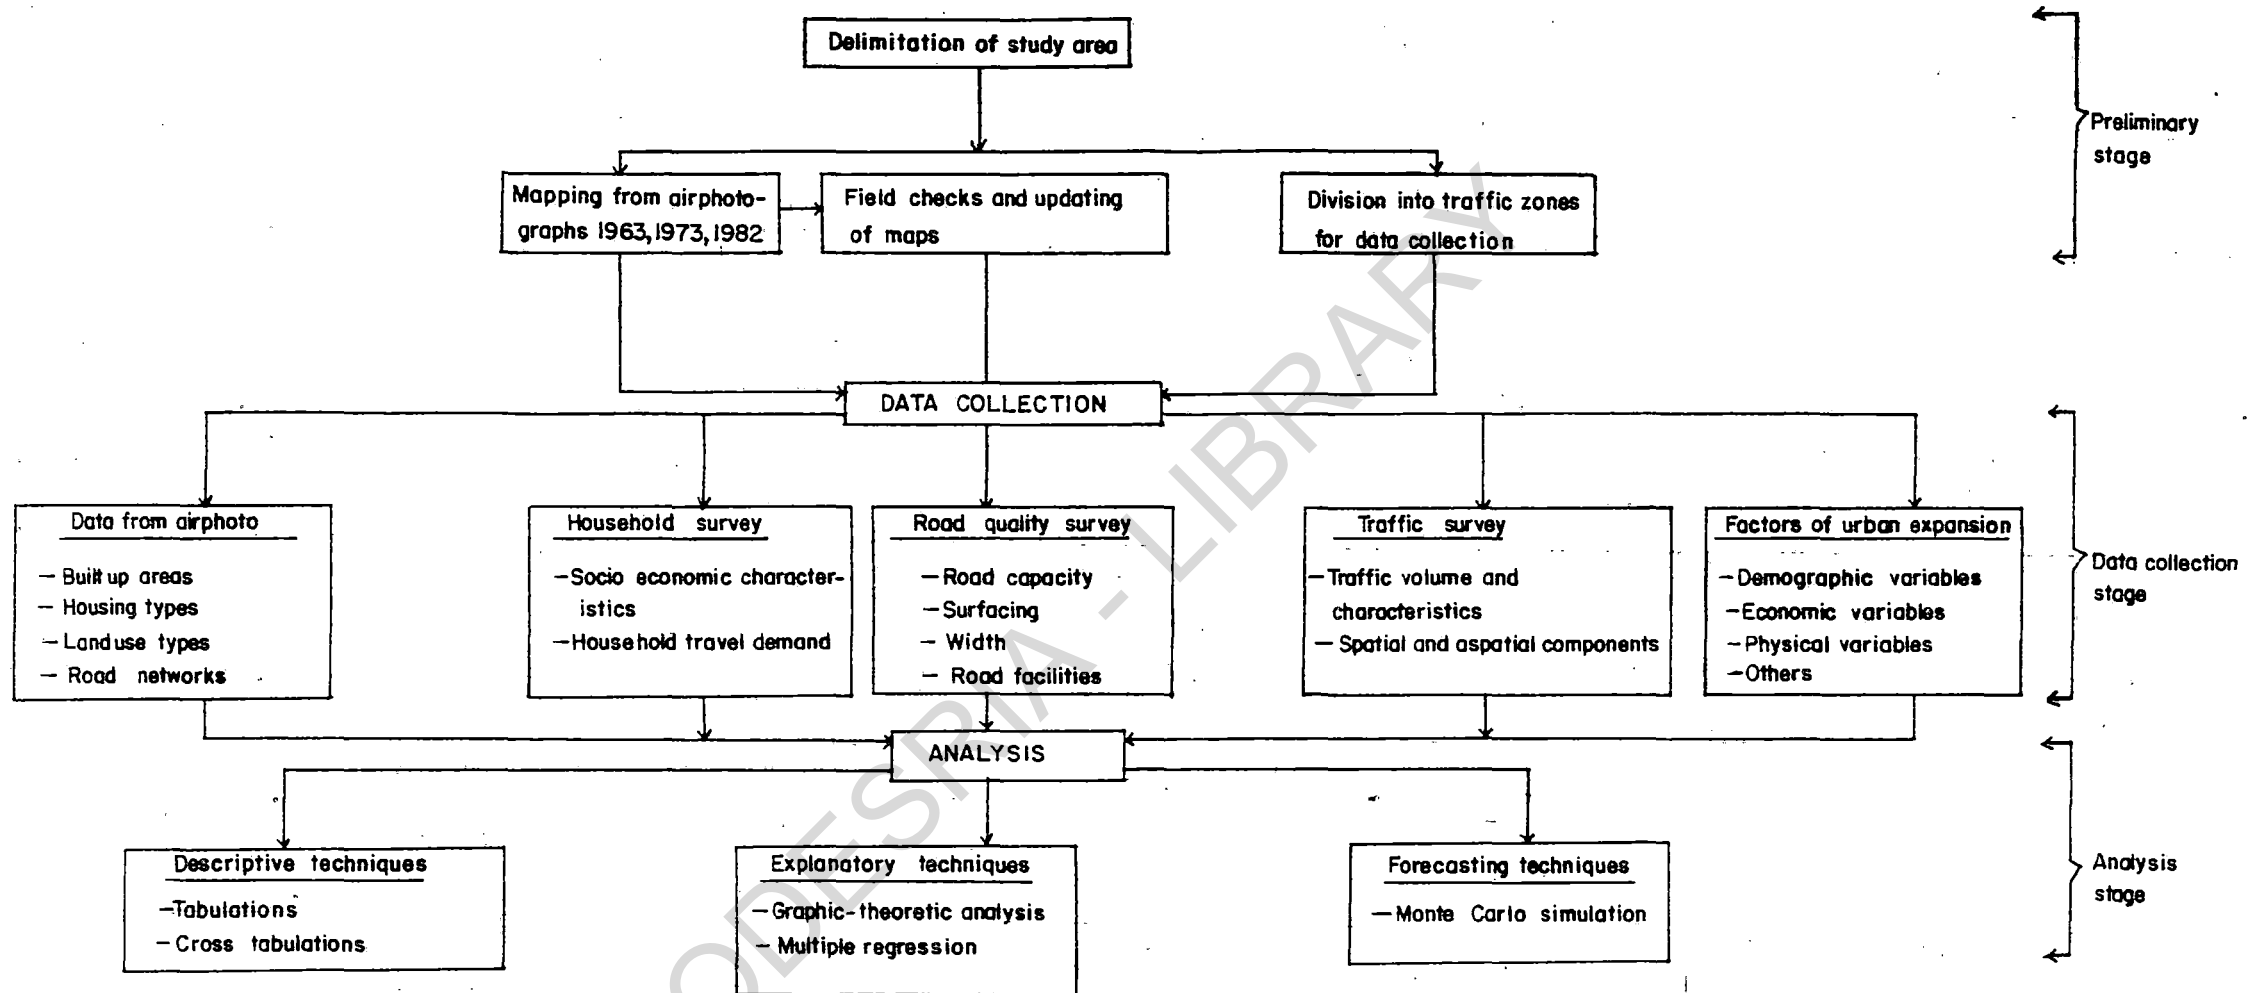 Delimitation of study area
Preliminary
stage
Mapping from airphoto-
graphs 1963, 1973, 1982
Field checks and updating
of maps
Division into traffic zones
for data collection
DATA COLLECTION
Data from airphoto
- Built up areas
- Housing types
- Landuse types
- Road networks
Household survey
- Socio economic character-
istics
- Household travel demand
Road quality survey
- Road capacity
- Surfacing
- Width
- Road facilities
Traffic survey
- Traffic volume and
characteristics
- Spatial and aspatial components
Factors of urban expansion
- Demographic variables
- Economic variables
- Physical variables
- Others
Data collection
stage
ANALYSIS
Descriptive techniques
- Tabulations
- Cross tabulations
Explanatory techniques
- Graphic-theoretic analysis
- Multiple regression
Forecasting techniques
- Monte Carlo simulation
Analysis
stage
ODESRIA - LIBRARY